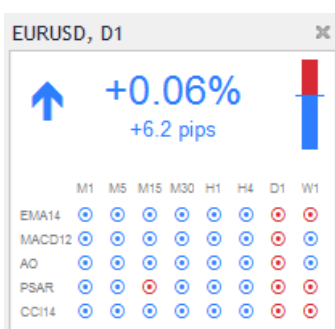 EURUSD, D1
+0.06%
+6.2 pips
M1 M5 M15 M30 H1 H4 D1 W1
EMA14
MACD12
AO
PSAR
CCI14